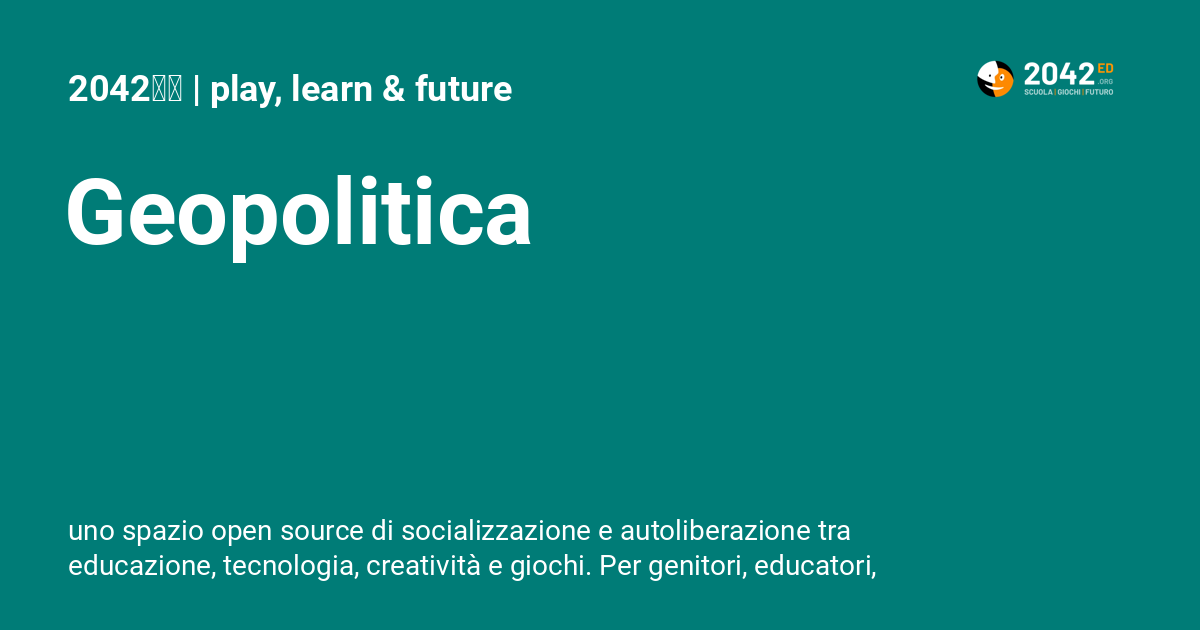 2042 | play, learn & future
2042 ED
.ORG
SCUOLA | GIOCHI | FUTURO
Geopolitica
uno spazio open source di socializzazione e autoliberazione tra
educazione, tecnologia, creatività e giochi. Per genitori, educatori,